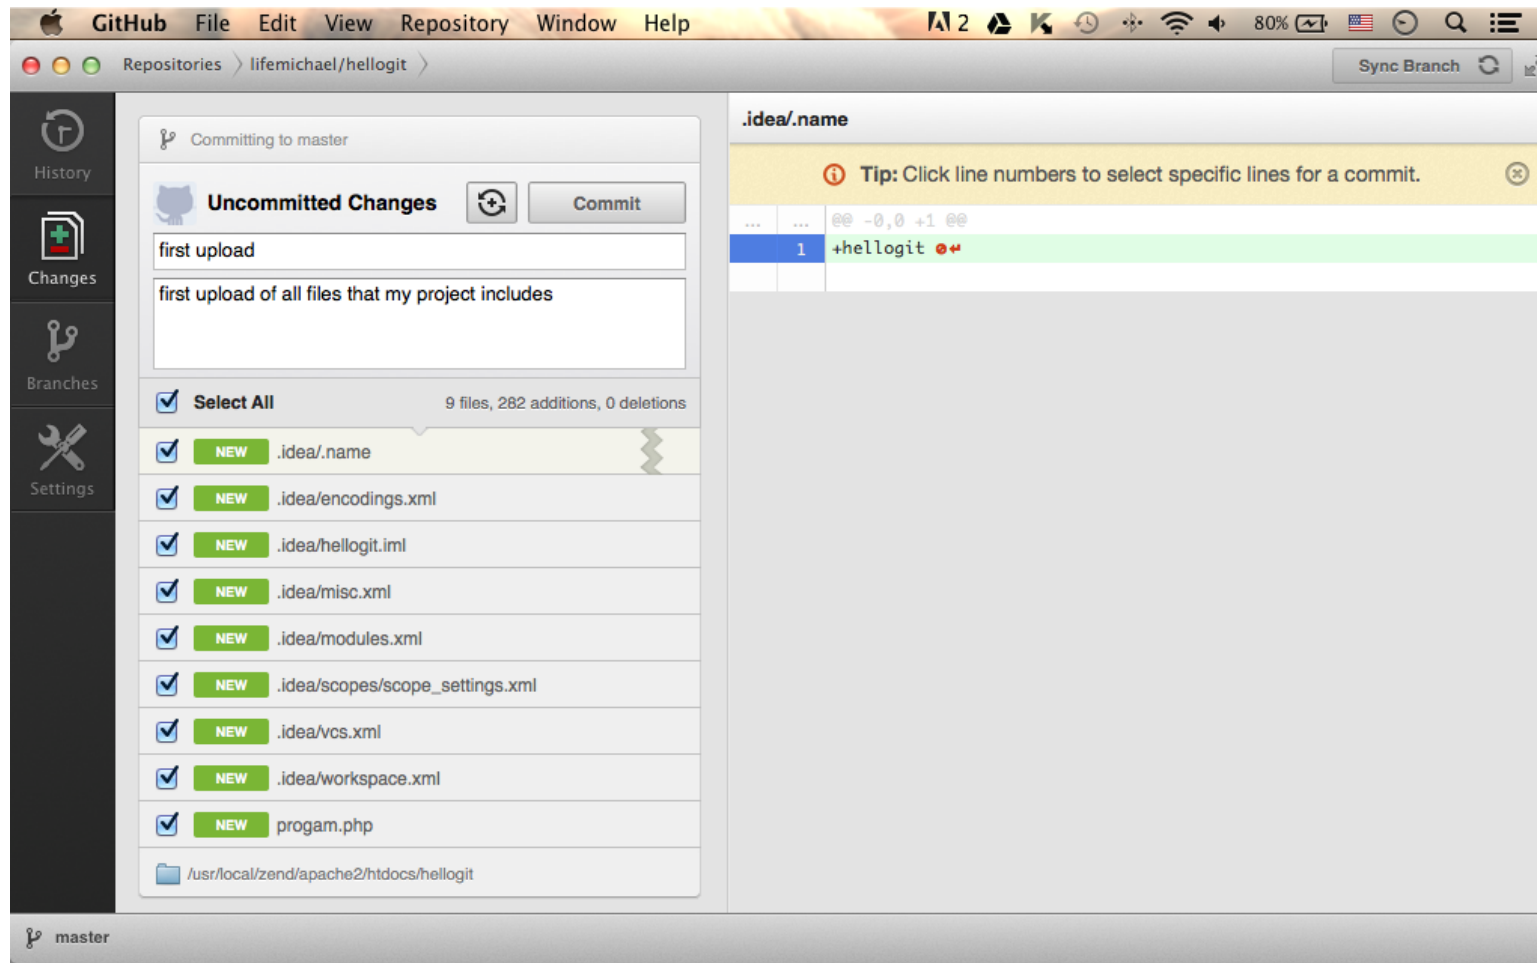 GitHub File Edit View Repository Window Help 2 80%
Repositories lifemichael/hellogit Sync Branch
History
Changes
Branches
Settings
Committing to master
Uncommitted Changes Commit
first upload
first upload of all files that my project includes
Select All 9 files, 282 additions, 0 deletions
NEW .idea/.name
NEW .idea/encodings.xml
NEW .idea/hellogit.iml
NEW .idea/misc.xml
NEW .idea/modules.xml
NEW .idea/scopes/scope_settings.xml
NEW .idea/vcs.xml
NEW .idea/workspace.xml
NEW progam.php
/usr/local/zend/apache2/htdocs/hellogit
.idea/.name
Tip: Click line numbers to select specific lines for a commit.
... ... @@ -0,0 +1 @@
1 +hellogit
master